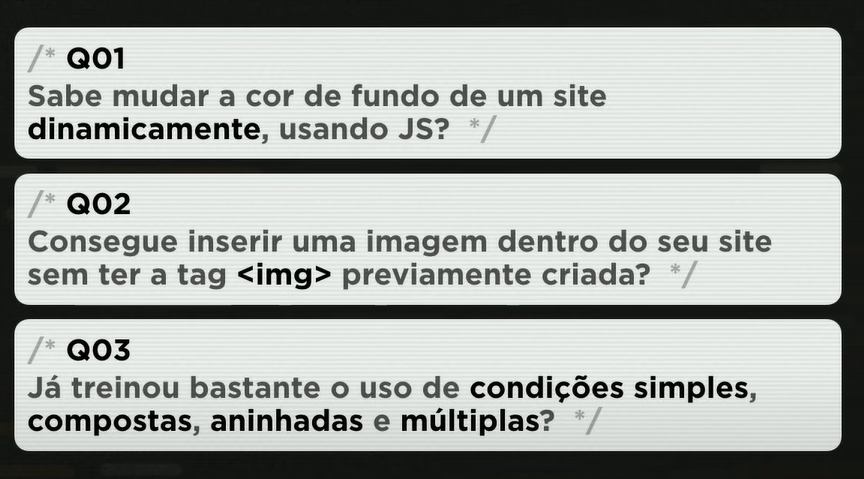 /* Q01
Sabe mudar a cor de fundo de um site
dinamicamente, usando JS? */
/* Q02
Consegue inserir uma imagem dentro do seu site
sem ter a tag <img> previamente criada? */
/* Q03
Já treinou bastante o uso de condições simples,
compostas, aninhadas e múltiplas? */